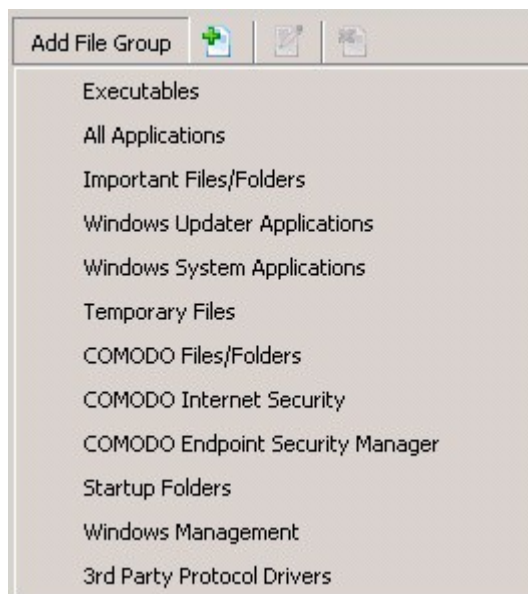 Add File Group
Executables
All Applications
Important Files/Folders
Windows Updater Applications
Windows System Applications
Temporary Files
COMODO Files/Folders
COMODO Internet Security
COMODO Endpoint Security Manager
Startup Folders
Windows Management
3rd Party Protocol Drivers